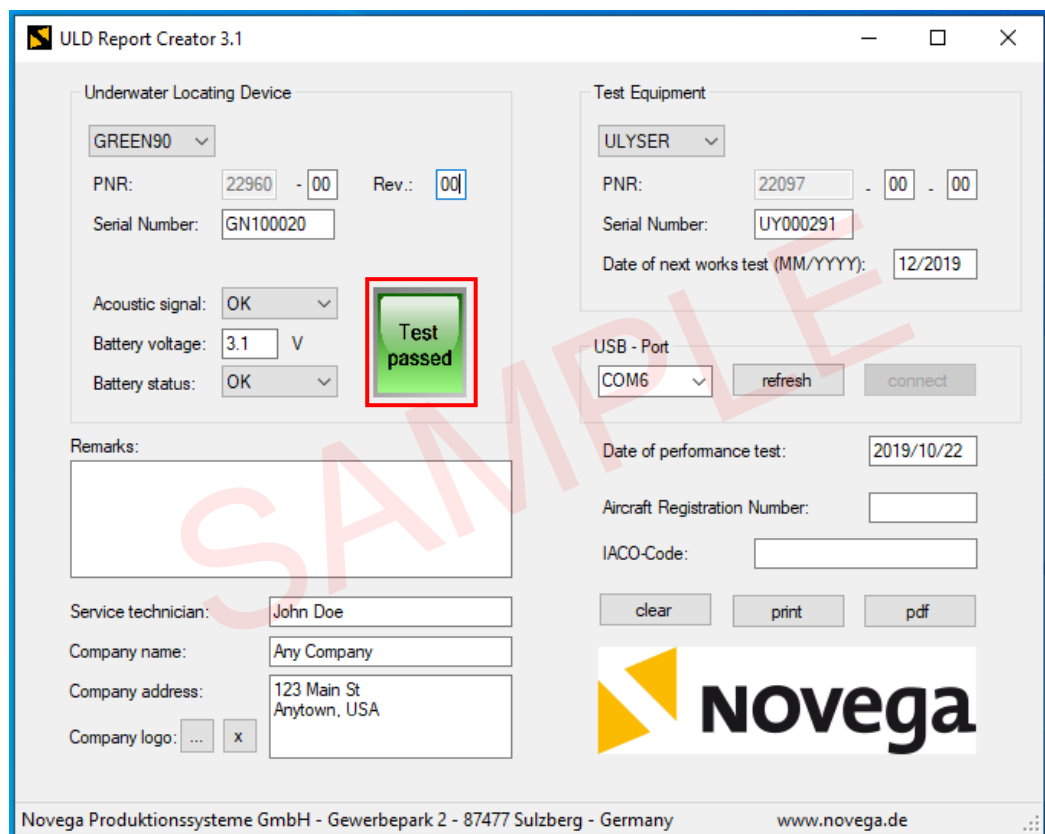 ULD Report Creator 3.1
Underwater Locating Device
GREEN90
PNR: 22960 - 00 Rev.: 00
Serial Number: GN100020
Acoustic signal: OK
Battery voltage: 3.1 V
Battery status: OK
Test
passed
Test Equipment
ULYSER
PNR: 22097 - 00 - 00
Serial Number: UY000291
Date of next works test (MM/YYYY): 12/2019
USB - Port
COM6 refresh connect
Remarks:
Date of performance test: 2019/10/22
Aircraft Registration Number:
IACO-Code:
SAMPLE
Service technician: John Doe
Company name: Any Company
Company address: 123 Main St
Anytown, USA
Company logo: ... x
clear print pdf
NOVEGA
Novega Produktionssysteme GmbH - Gewerbepark 2 - 87477 Sulzberg - Germany www.novega.de